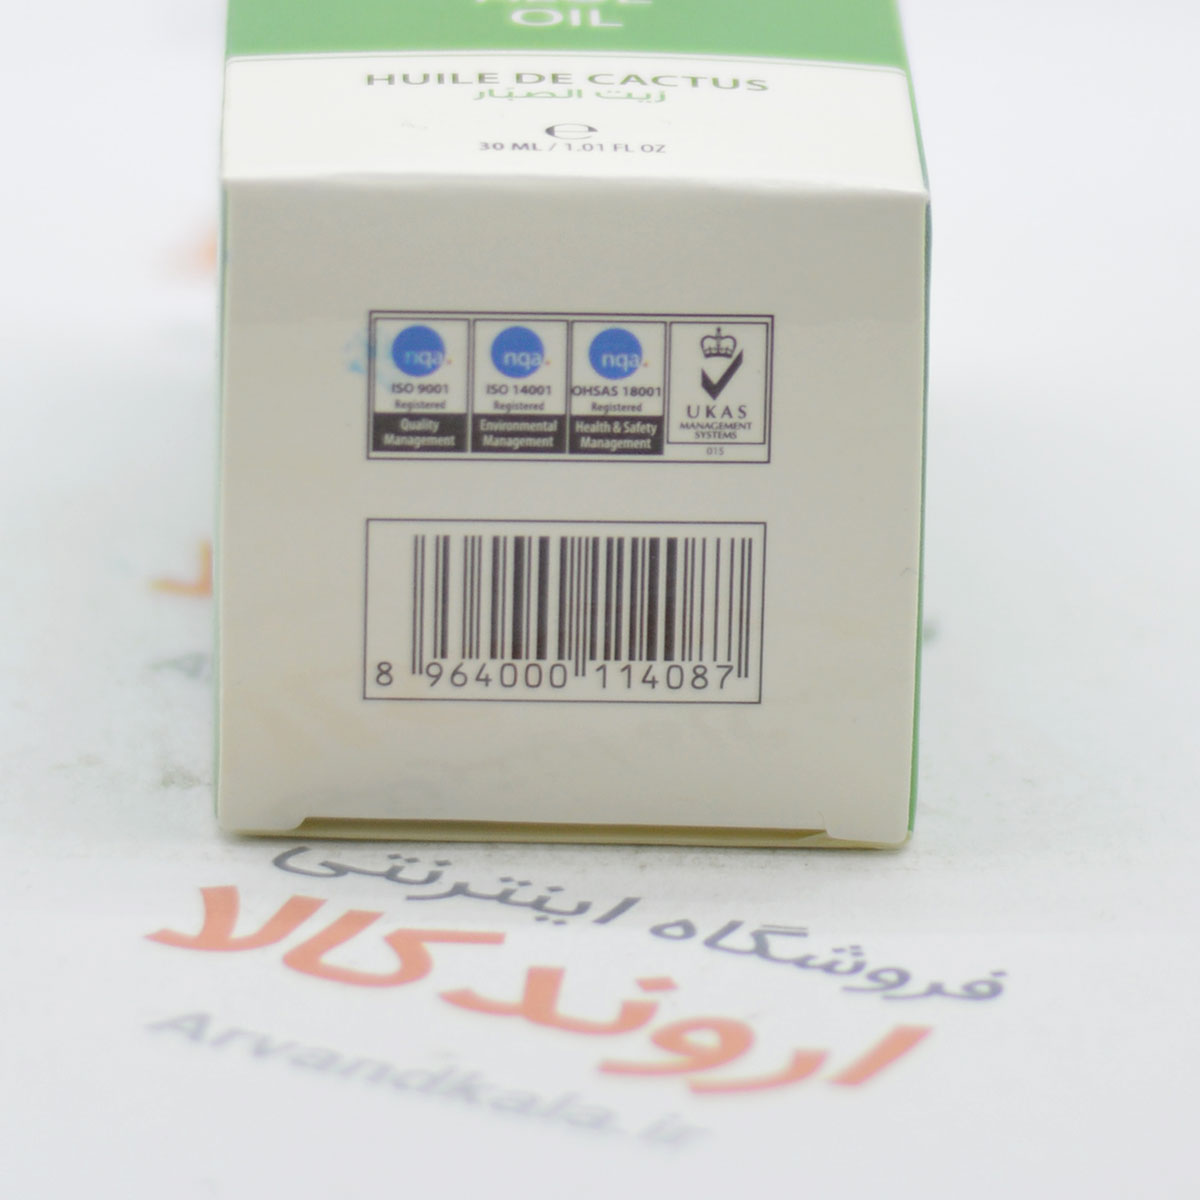 OIL
HUILE DE CACTUS
زيت الصبّار
e
30 ML / 1.01 FL OZ
nqa.
ISO 9001
Registered
Quality
Management
nqa.
ISO 14001
Registered
Environmental
Management
nqa.
OHSAS 18001
Registered
Health & Safety
Management
UKAS
MANAGEMENT
SYSTEMS
015
8 964000 114087
فروشگاه اینترنتی
اروندکالا
Arvandkala.ir